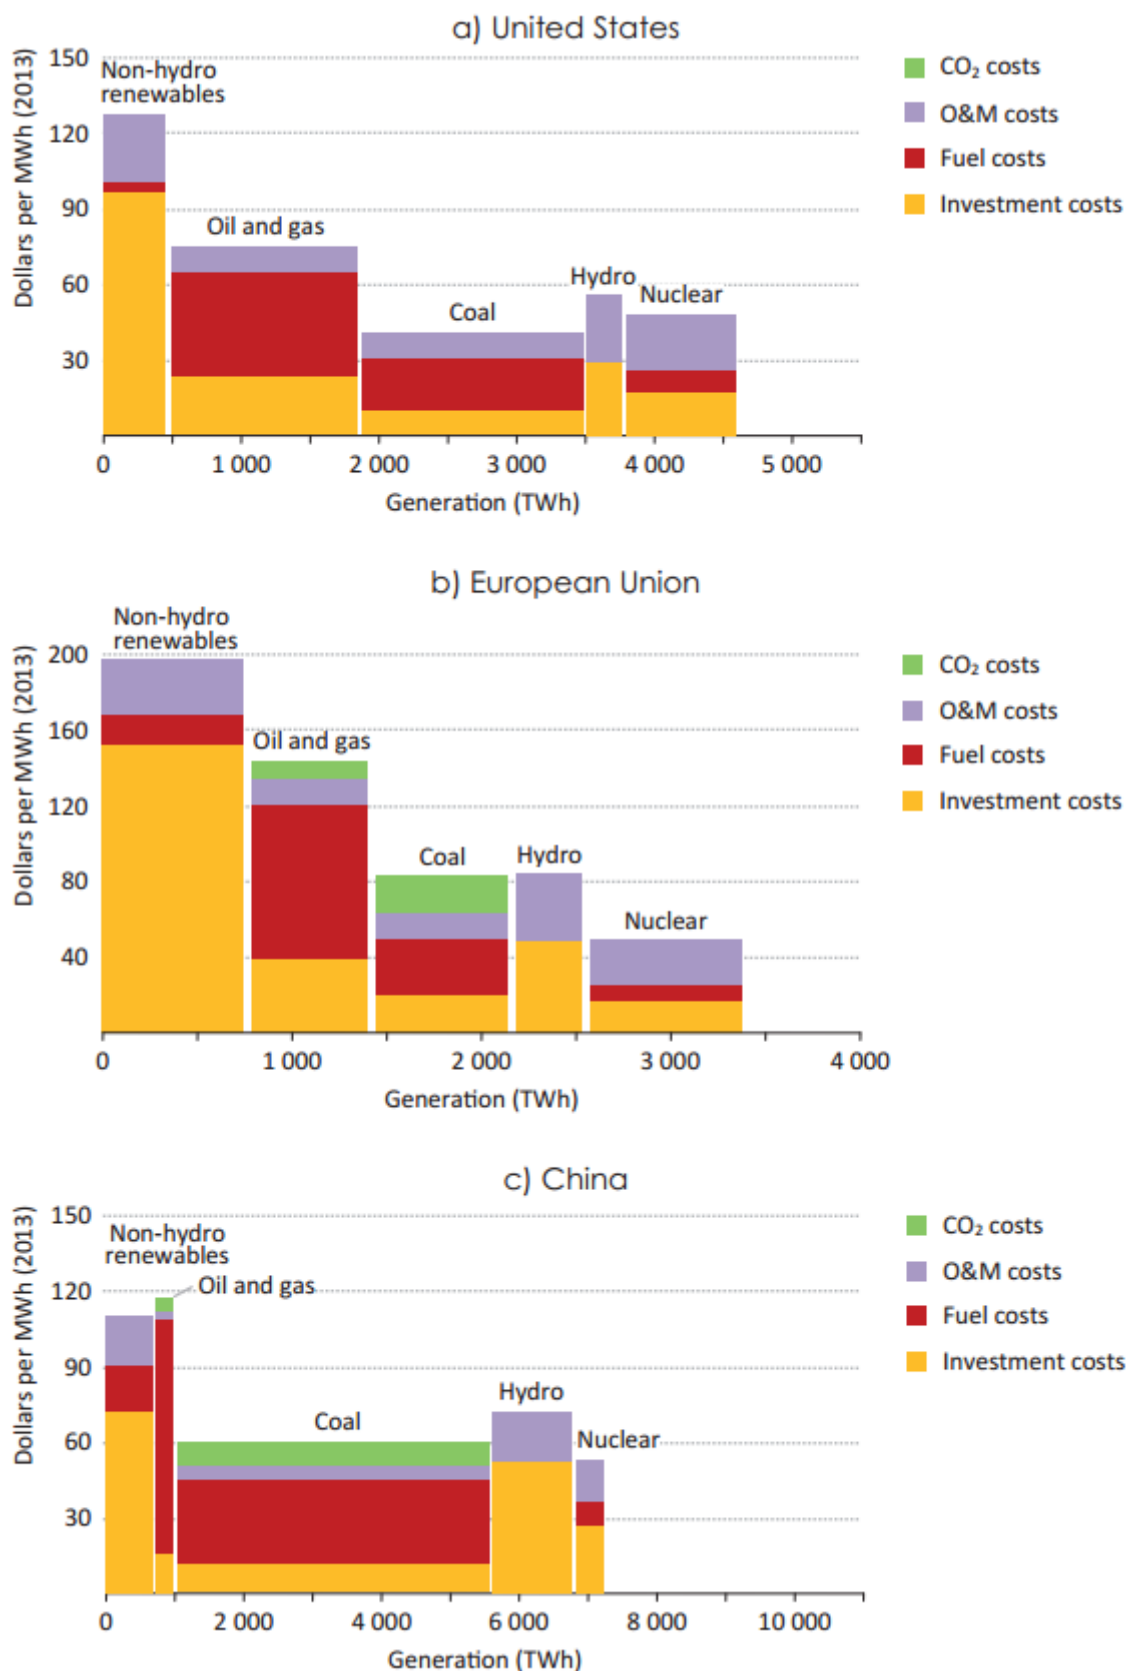 a) United States
Dollars per MWh (2013)
150
120
90
60
30
Non-hydro
renewables
Oil and gas
Coal
Hydro
Nuclear
0
1 000
2 000
3 000
4 000
5 000
Generation (TWh)
CO₂ costs
O&M costs
Fuel costs
Investment costs
b) European Union
Dollars per MWh (2013)
200
160
120
80
40
Non-hydro
renewables
Oil and gas
Coal
Hydro
Nuclear
0
1 000
2 000
3 000
4 000
Generation (TWh)
CO₂ costs
O&M costs
Fuel costs
Investment costs
c) China
Dollars per MWh (2013)
150
120
90
60
30
Non-hydro
renewables
Oil and gas
Coal
Hydro
Nuclear
0
2 000
4 000
6 000
8 000
10 000
Generation (TWh)
CO₂ costs
O&M costs
Fuel costs
Investment costs